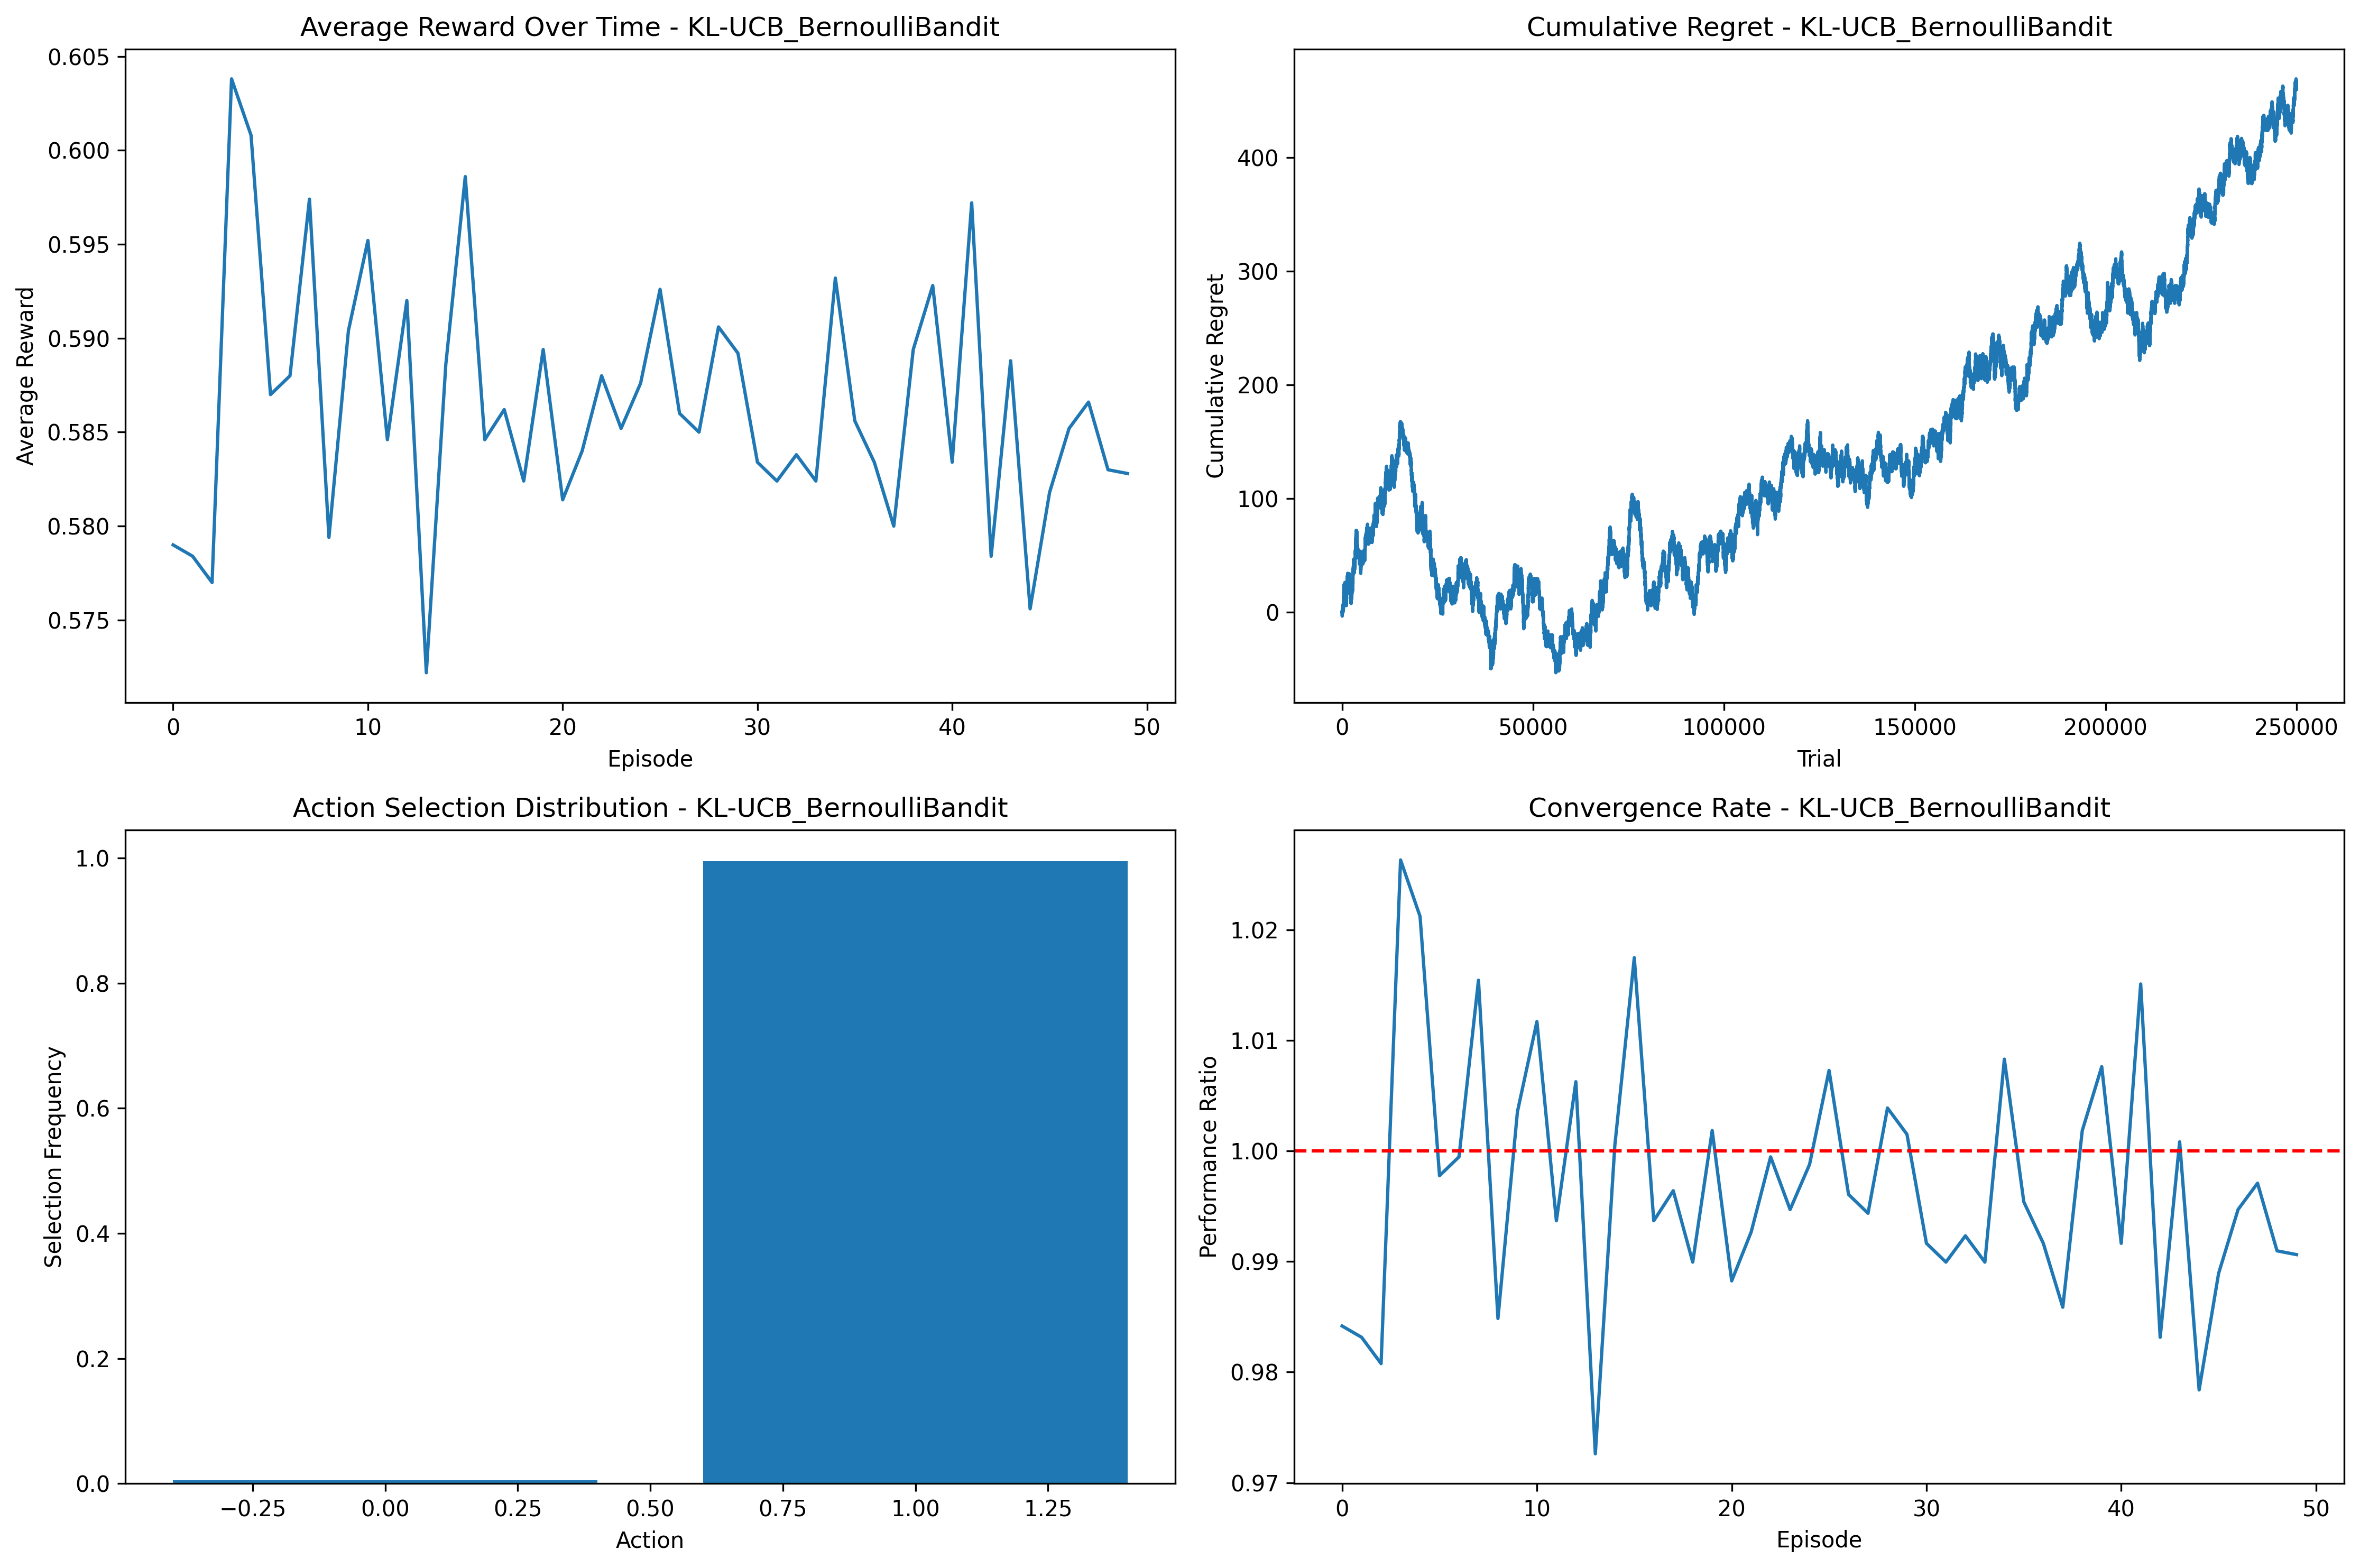 Average Reward Over Time - KL-UCB_BernoulliBandit
0.605
0.600
0.595
0.590
0.585
0.580
0.575
Average Reward
0 10 20 30 40 50
Episode
Cumulative Regret - KL-UCB_BernoulliBandit
400
300
200
100
0
Cumulative Regret
0 50000 100000 150000 200000 250000
Trial
Action Selection Distribution - KL-UCB_BernoulliBandit
1.0
0.8
0.6
0.4
0.2
0.0
Selection Frequency
−0.25 0.00 0.25 0.50 0.75 1.00 1.25
Action
Convergence Rate - KL-UCB_BernoulliBandit
1.02
1.01
1.00
0.99
0.98
0.97
Performance Ratio
0 10 20 30 40 50
Episode